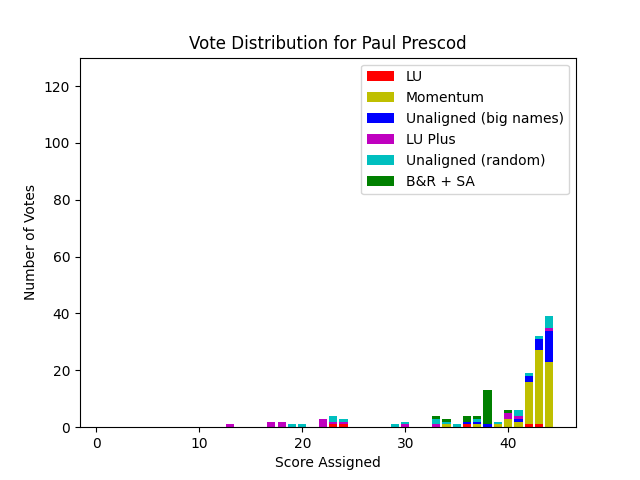 Vote Distribution for Paul Prescod
LU
Momentum
Unaligned (big names)
LU Plus
Unaligned (random)
B&R + SA
Number of Votes
120
100
80
60
40
20
0
0 10 20 30 40
Score Assigned